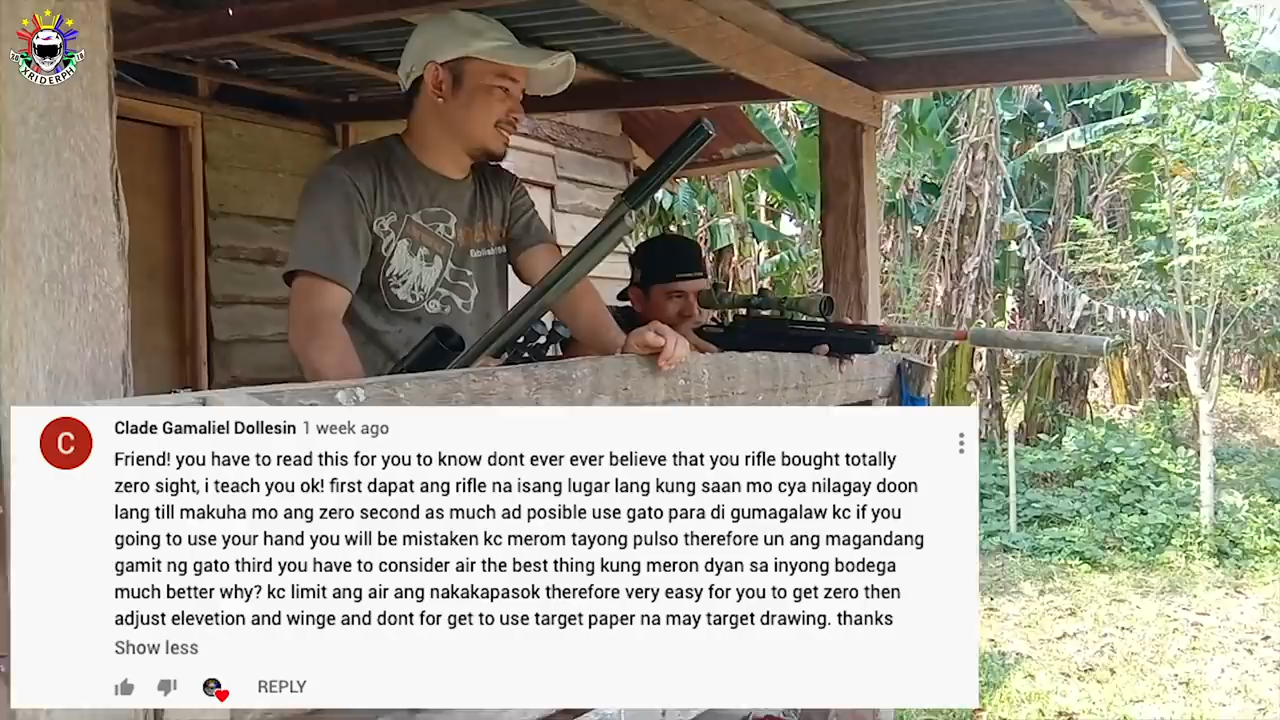 XRIDERPH
Clade Gamaliel Dollesin 1 week ago
C
Friend! you have to read this for you to know dont ever ever believe that you rifle bought totally
zero sight, i teach you ok! first dapat ang rifle na isang lugar lang kung saan mo cya nilagay doon
lang till makuha mo ang zero second as much ad posible use gato para di gumagalaw kc if you
going to use your hand you will be mistaken kc merom tayong pulso therefore un ang magandang
gamit ng gato third you have to consider air the best thing kung meron dyan sa inyong bodega
much better why? kc limit ang air ang nakakapasok therefore very easy for you to get zero then
adjust elevetion and winge and dont for get to use target paper na may target drawing. thanks
Show less
REPLY